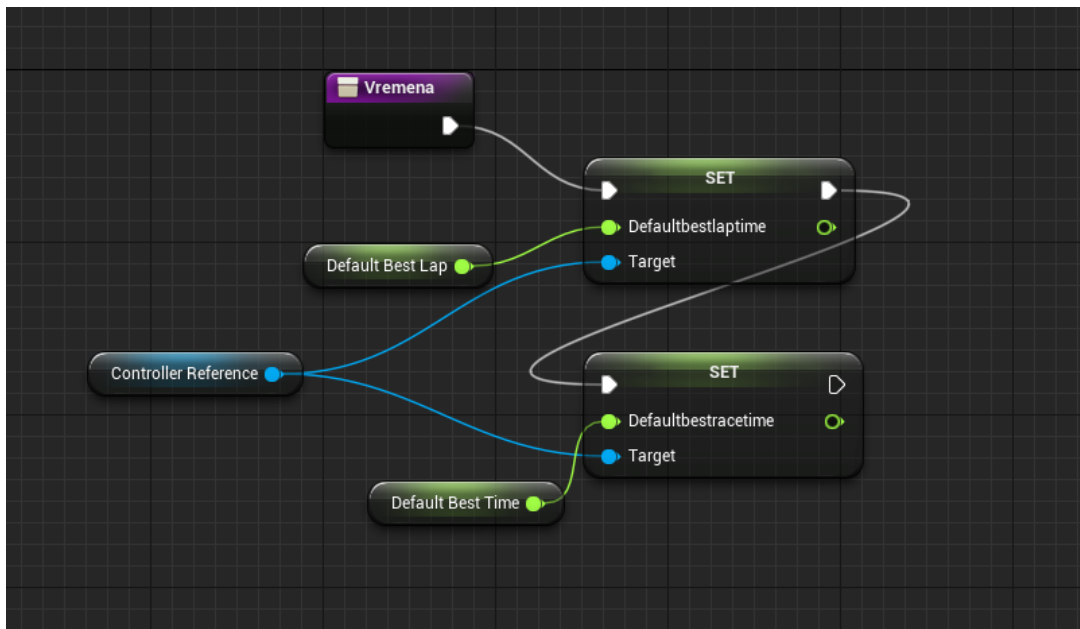 Vremena
SET
Defaultbestlaptime
Default Best Lap
Target
Controller Reference
SET
Defaultbestracetime
Target
Default Best Time